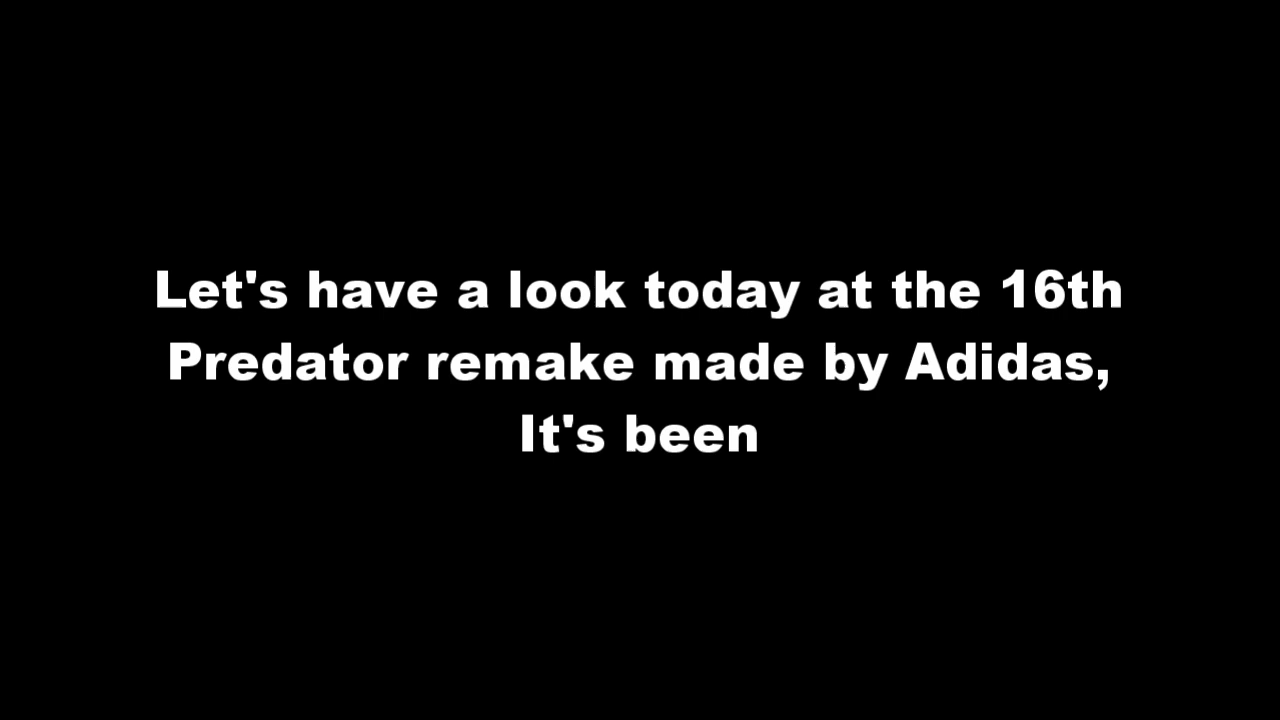 Let's have a look today at the 16th
Predator remake made by Adidas,
It's been